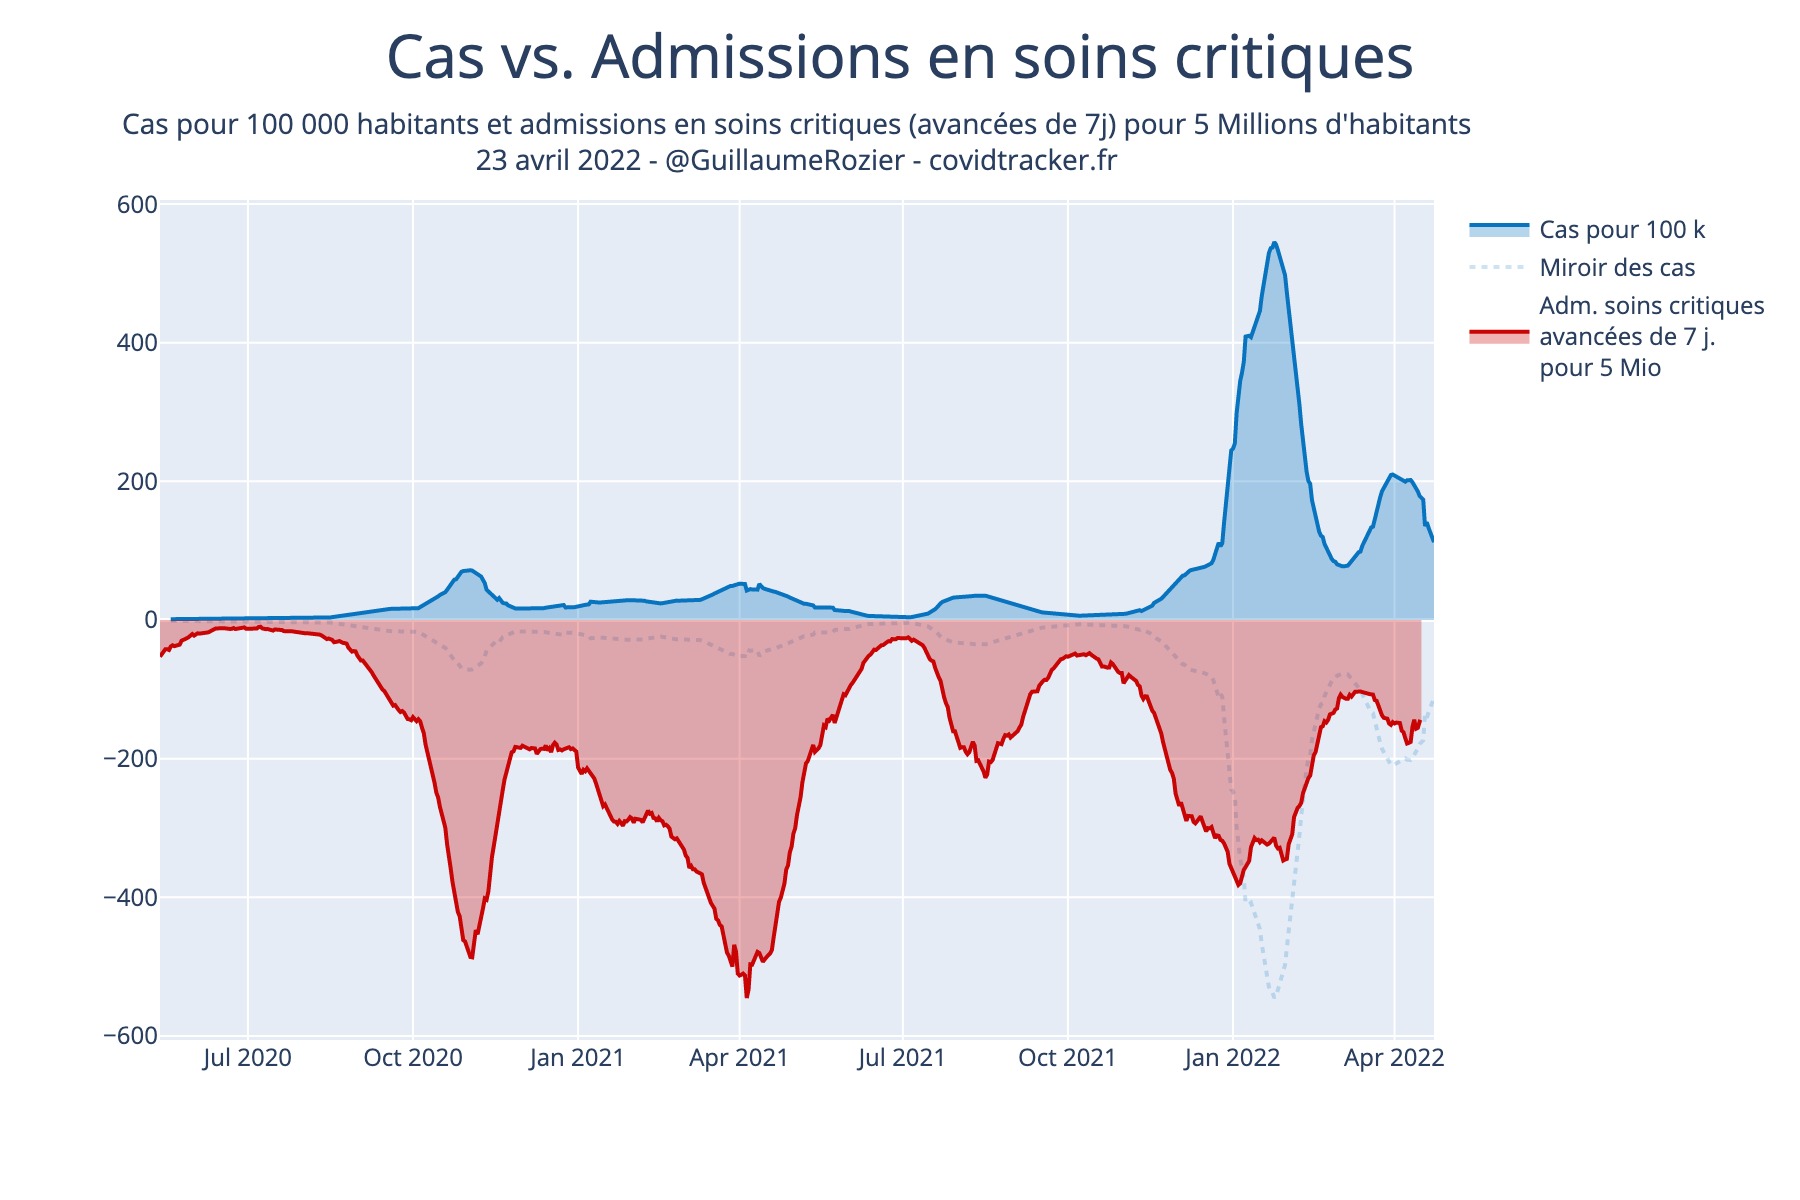 Cas vs. Admissions en soins critiques
Cas pour 100 000 habitants et admissions en soins critiques (avancées de 7j) pour 5 Millions d'habitants
23 avril 2022 - @GuillaumeRozier - covidtracker.fr
600
400
200
0
−200
−400
−600
Jul 2020
Oct 2020
Jan 2021
Apr 2021
Jul 2021
Oct 2021
Jan 2022
Apr 2022
Cas pour 100 k
Miroir des cas
Adm. soins critiques
avancées de 7 j.
pour 5 Mio